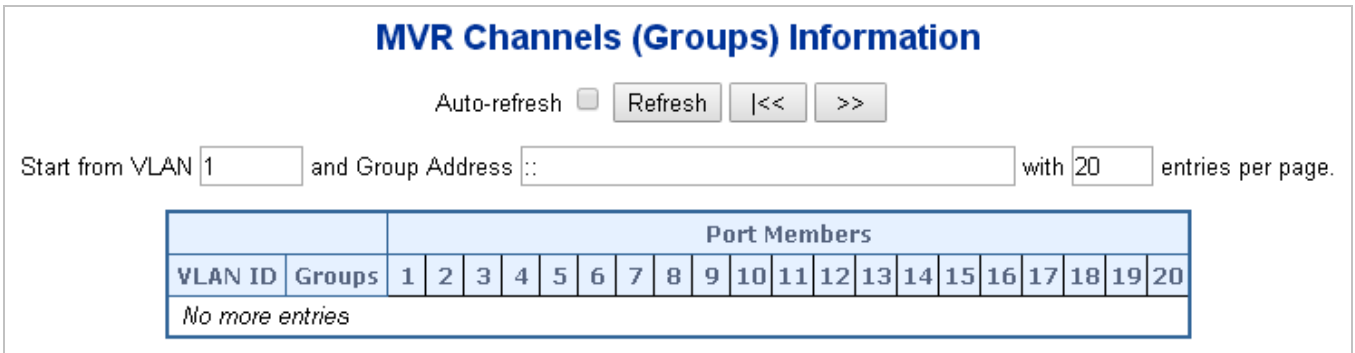 MVR Channels (Groups) Information
Auto-refresh Refresh |<< >>
Start from VLAN 1 and Group Address :: with 20 entries per page.
Port Members
VLAN ID Groups 1 2 3 4 5 6 7 8 9 10 11 12 13 14 15 16 17 18 19 20
No more entries